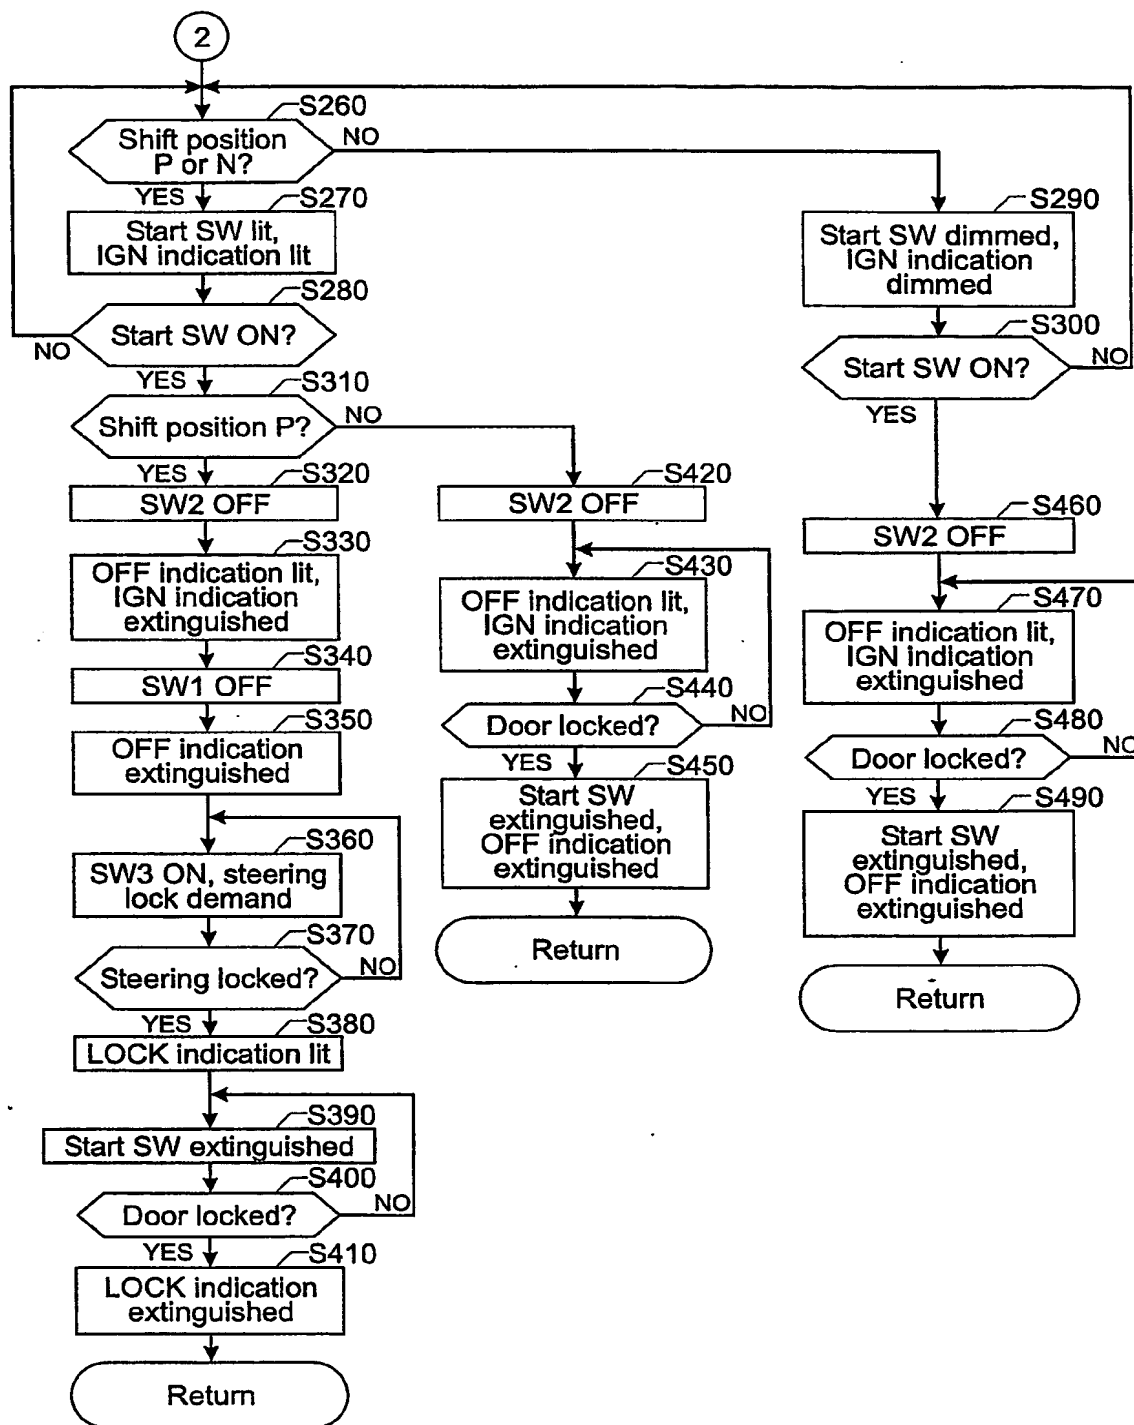 2
S260
Shift position
P or N?
NO
YES
S270
Start SW lit,
IGN indication lit
S280
Start SW ON?
NO
YES
S310
Shift position P?
NO
YES
S320
SW2 OFF
S330
OFF indication lit,
IGN indication
extinguished
S340
SW1 OFF
S350
OFF indication
extinguished
S360
SW3 ON, steering
lock demand
S370
Steering locked?
NO
YES
S380
LOCK indication lit
S390
Start SW extinguished
S400
Door locked?
NO
YES
S410
LOCK indication
extinguished
Return
S420
SW2 OFF
S430
OFF indication lit,
IGN indication
extinguished
S440
Door locked?
NO
YES
S450
Start SW
extinguished,
OFF indication
extinguished
Return
S290
Start SW dimmed,
IGN indication
dimmed
S300
Start SW ON?
NO
YES
S460
SW2 OFF
S470
OFF indication lit,
IGN indication
extinguished
S480
Door locked?
NO
YES
S490
Start SW
extinguished,
OFF indication
extinguished
Return